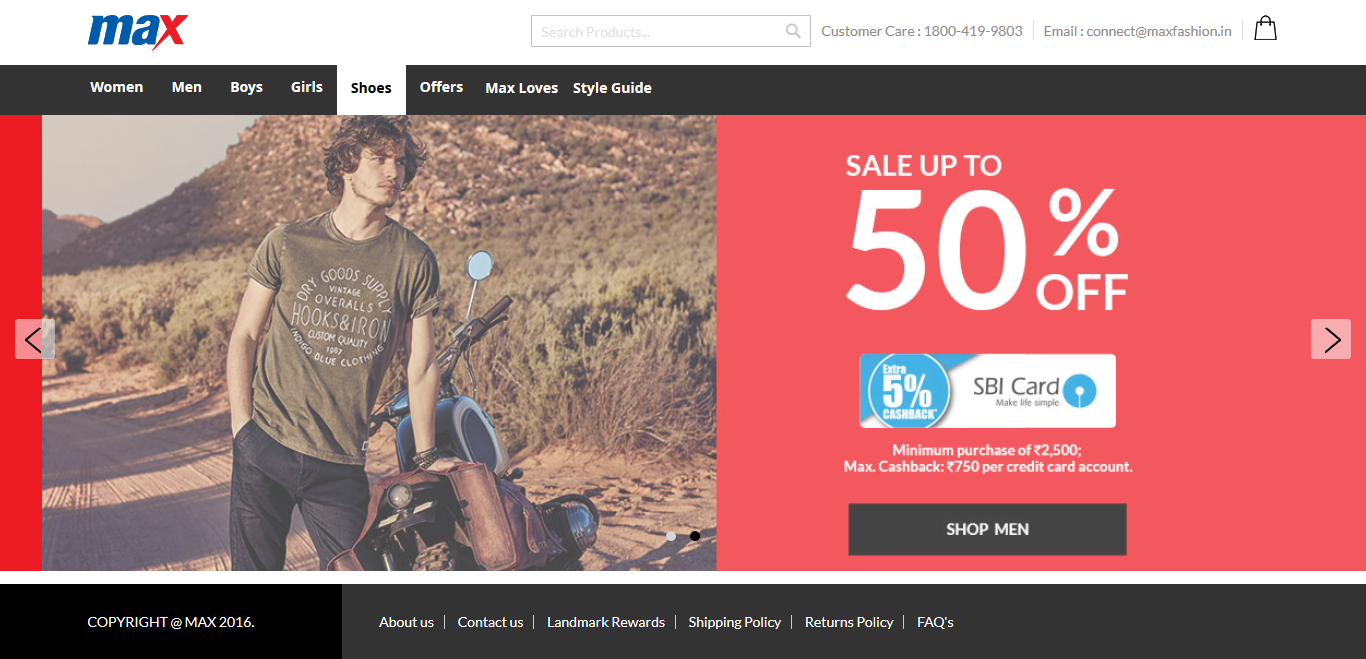 max
Search Products...
Customer Care : 1800-419-9803
Email : connect@maxfashion.in
Women Men Boys Girls Shoes Offers Max Loves Style Guide
DRY GOODS SUPPLY
VINTAGE
OVERALLS
HOOKS&IRON
CUSTOM QUALITY
1987
INDIGO BLUE CLOTHING
SALE UP TO
50%
OFF
Extra
5%
CASHBACK*
SBI Card
Make life simple
Minimum purchase of ₹2,500;
Max. Cashback: ₹750 per credit card account.
SHOP MEN
COPYRIGHT @ MAX 2016.
About us
Contact us
Landmark Rewards
Shipping Policy
Returns Policy
FAQ's